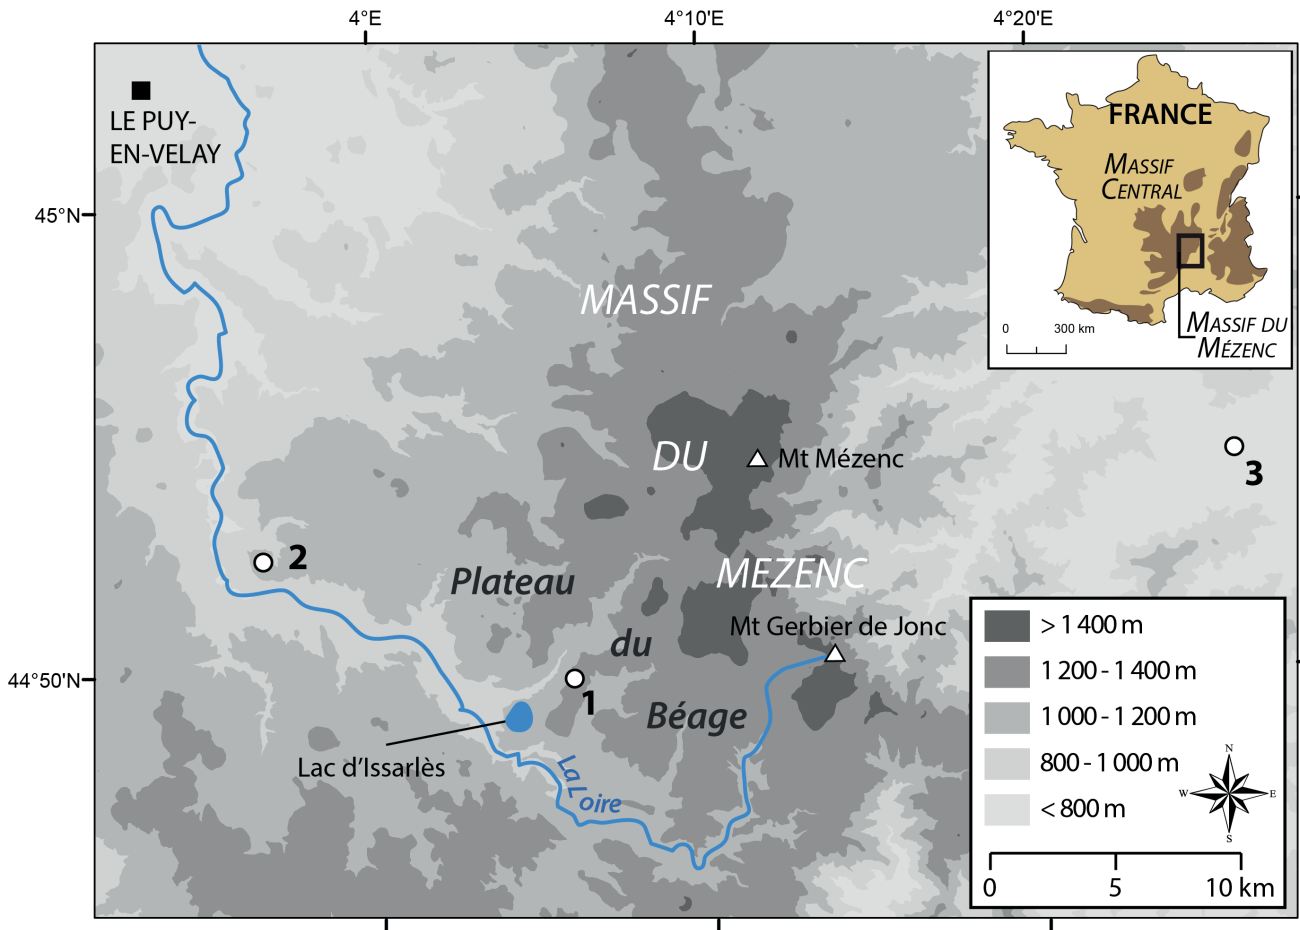 4°E
4°10'E
4°20'E
LE PUY-
EN-VELAY
45°N
44°50'N
FRANCE
MASSIF
CENTRAL
0
300 km
MASSIF DU
MÉZENC
MASSIF
DU
Mt Mézenc
MEZENC
3
2
Plateau
du
Béage
Mt Gerbier de Jonc
1
Lac d'Issarlès
La Loire
> 1 400 m
1 200 - 1 400 m
1 000 - 1 200 m
800 - 1 000 m
< 800 m
N
W
E
S
0
5
10 km